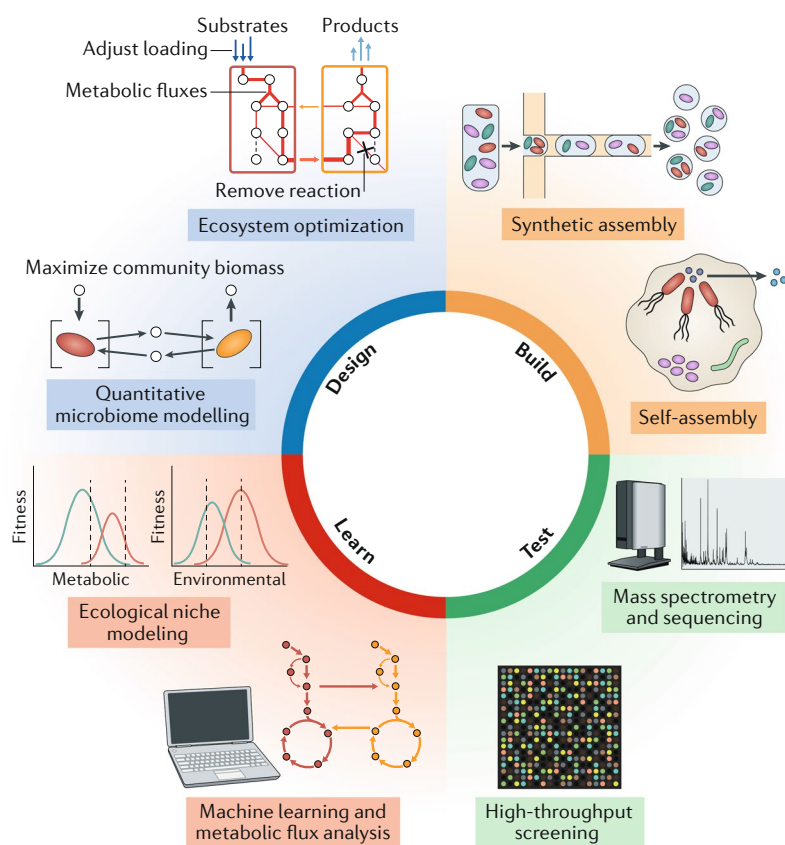 Substrates
Products
Adjust loading
Metabolic fluxes
Remove reaction
Ecosystem optimization
Synthetic assembly
Maximize community biomass
Quantitative
microbiome modelling
Self-assembly
Design
Build
Learn
Test
Fitness
Metabolic
Fitness
Environmental
Ecological niche
modeling
Mass spectrometry
and sequencing
Machine learning and
metabolic flux analysis
High-throughput
screening